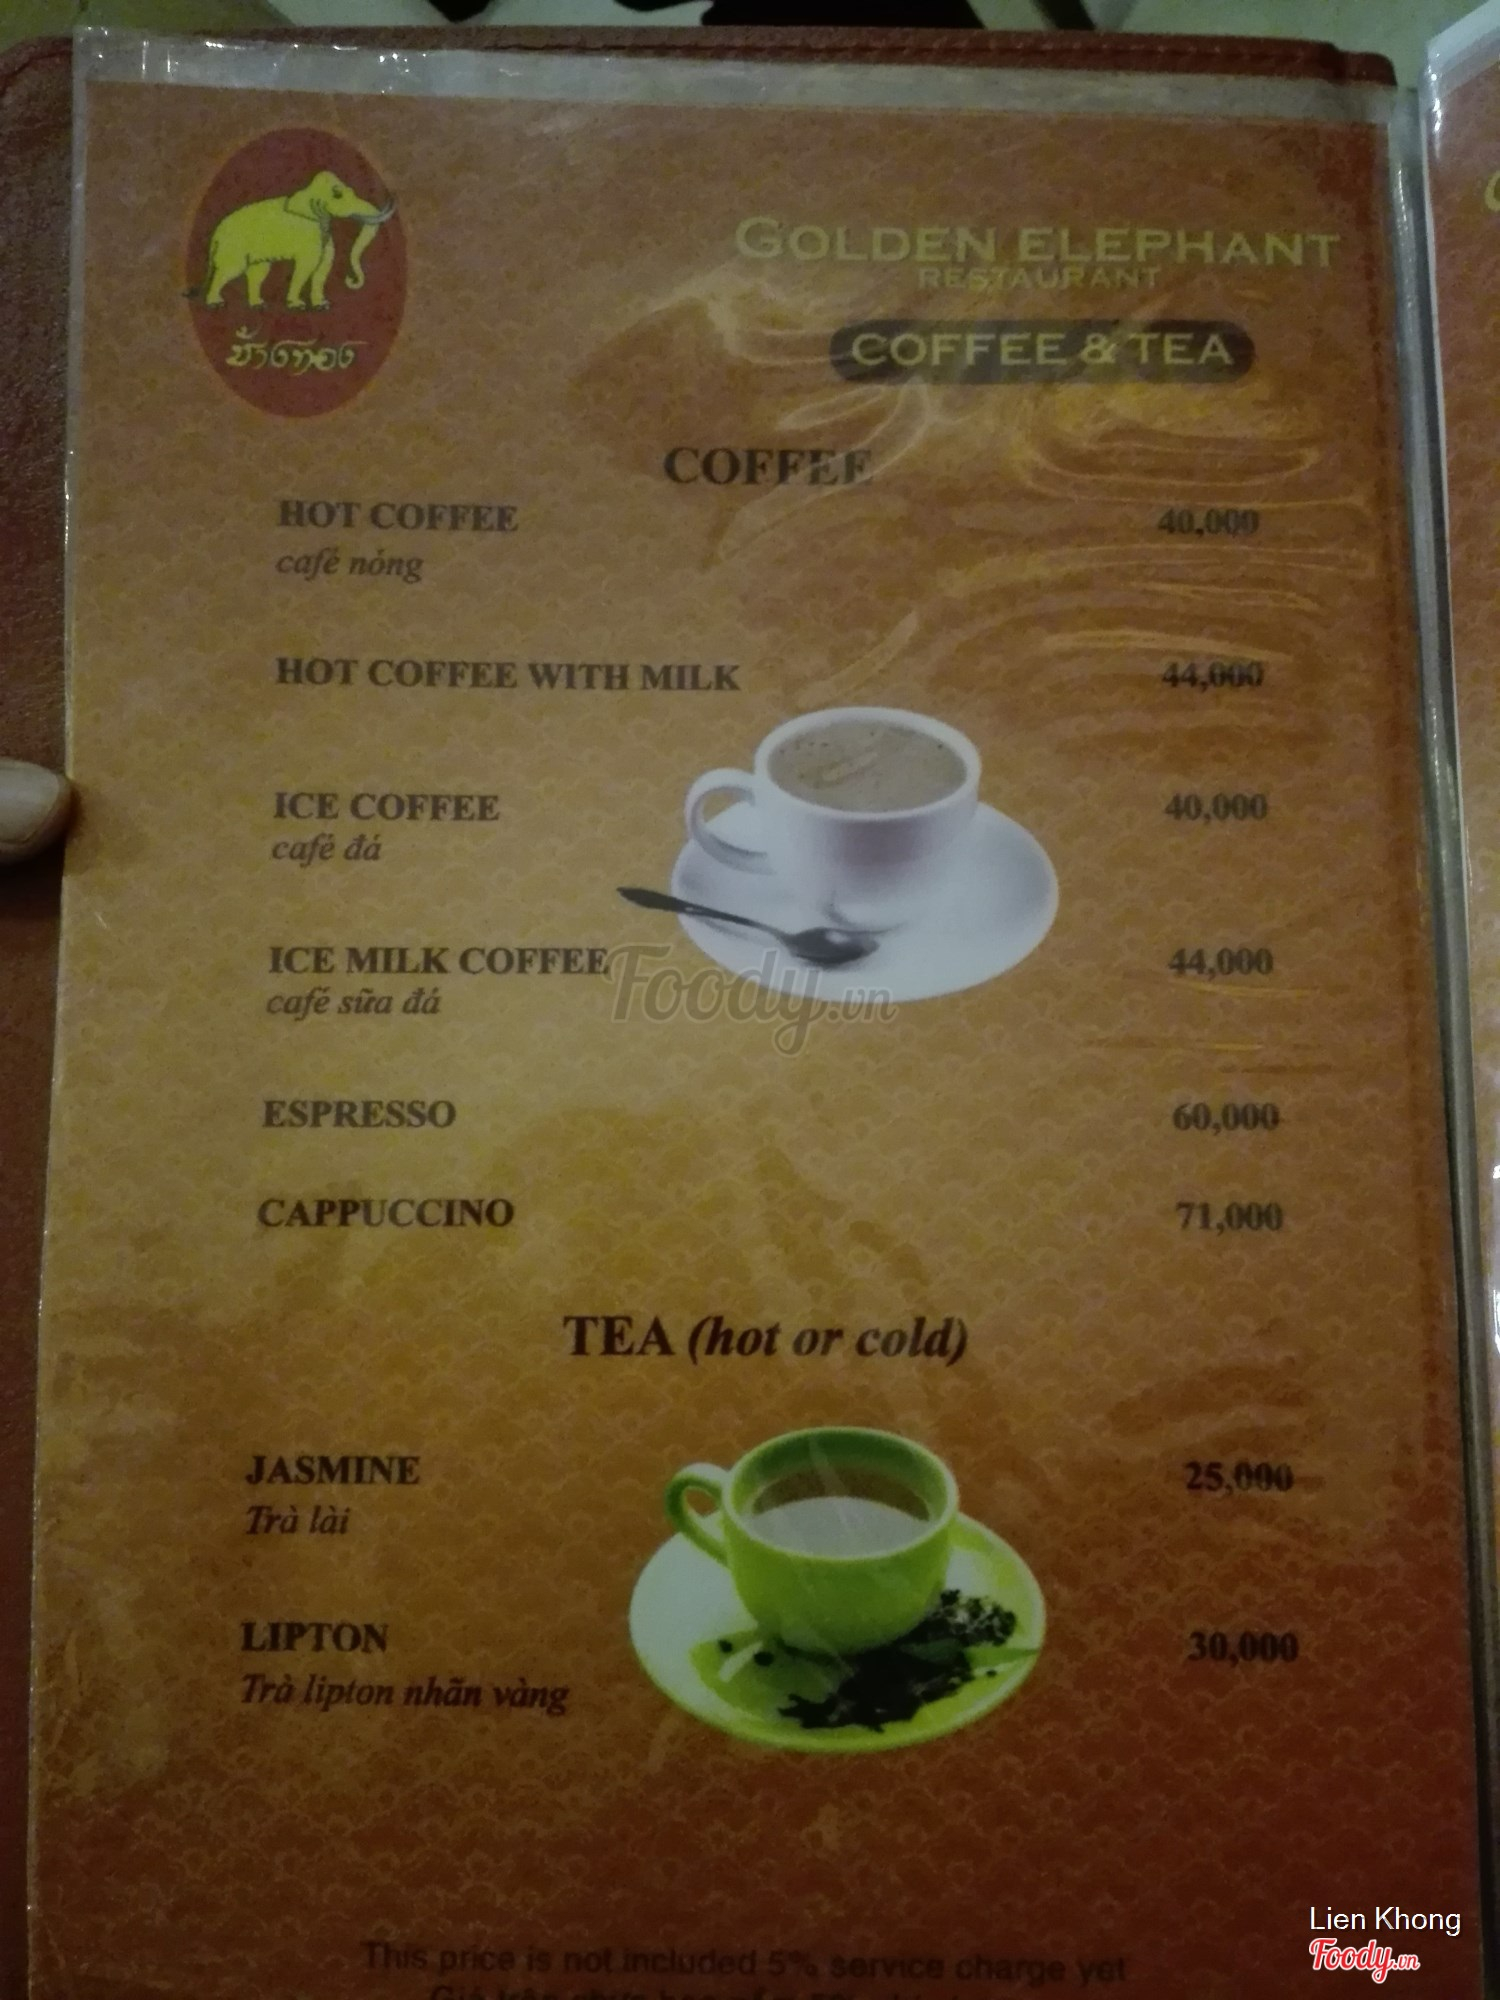 ช้างทอง
GOLDEN ELEPHANT
RESTAURANT
COFFEE & TEA
COFFEE
HOT COFFEE 40,000
café nóng
HOT COFFEE WITH MILK 44,000
ICE COFFEE 40,000
café đá
ICE MILK COFFEE 44,000
café sữa đá
Foody.vn
ESPRESSO 60,000
CAPPUCCINO 71,000
TEA (hot or cold)
JASMINE 25,000
Trà lài
LIPTON 30,000
Trà lipton nhãn vàng
This price is not included 5% service charge yet
Lien Khong
Foody.vn